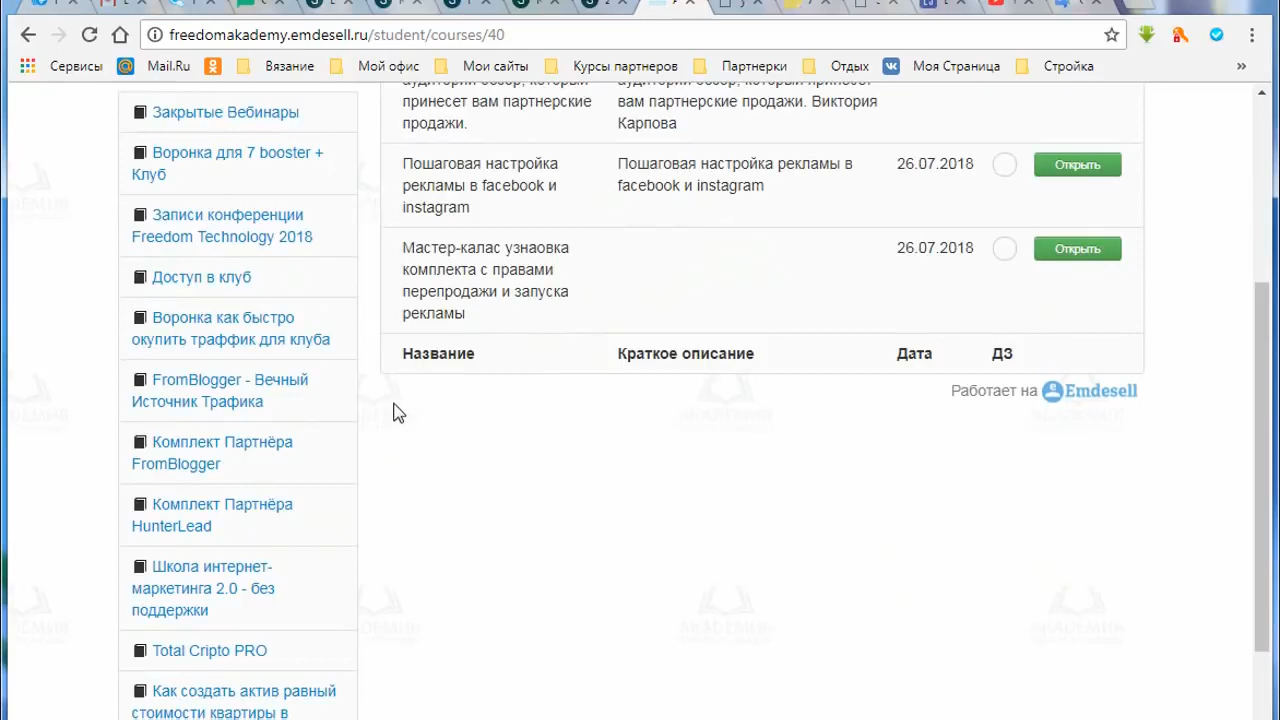 freedomakademy.emdesell.ru/student/courses/40
Сервисы
Mail.Ru
Вязание
Мой офис
Мои сайты
Курсы партнеров
Партнерки
Отдых
Моя Страница
Стройка
»
Закрытые Вебинары
Воронка для 7 booster +
Клуб
Записи конференции
Freedom Technology 2018
Доступ в клуб
Воронка как быстро
окупить траффик для клуба
FromBlogger - Вечный
Источник Трафика
Комплект Партнёра
FromBlogger
Комплект Партнёра
HunterLead
Школа интернет-
маркетинга 2.0 - без
поддержки
Total Cripto PRO
Как создать актив равный
стоимости квартиры в
принесет вам партнерские
продажи.
вам партнерские продажи. Виктория
Карпова
Пошаговая настройка
рекламы в facebook и
instagram
Пошаговая настройка рекламы в
facebook и instagram
26.07.2018
Открыть
Мастер-калас узнаовка
комплекта с правами
перепродажи и запуска
рекламы
26.07.2018
Открыть
Название
Краткое описание
Дата
ДЗ
Работает на Emdesell